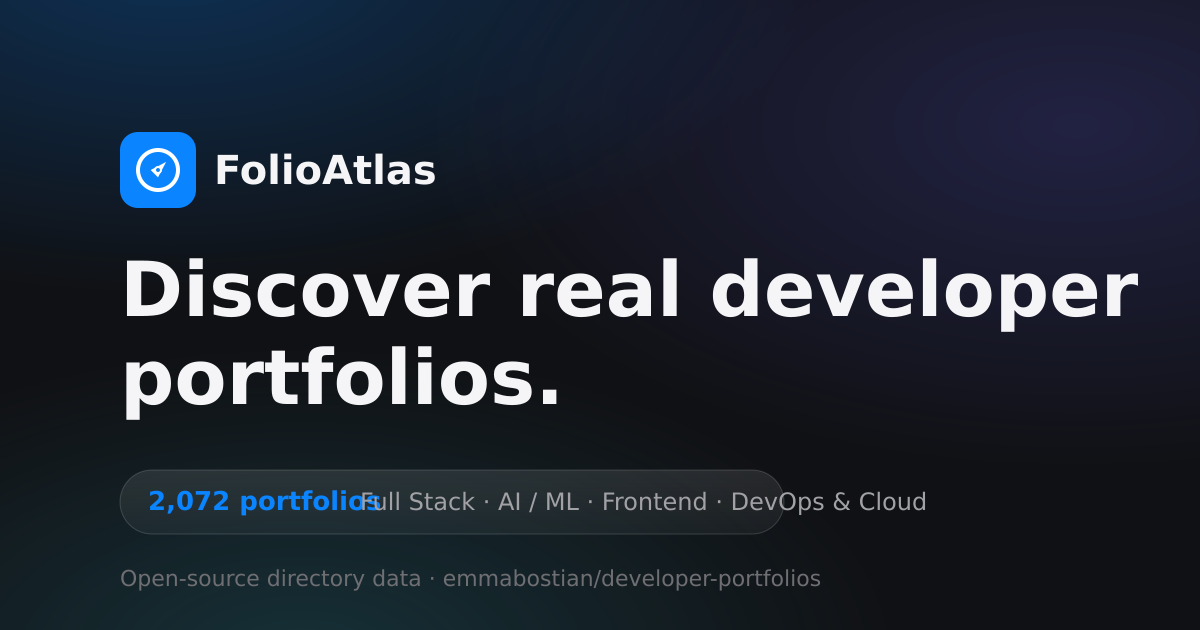 FolioAtlas
Discover real developer
portfolios.
2,072 portfolios Full Stack · AI / ML · Frontend · DevOps & Cloud
Open-source directory data · emmabostian/developer-portfolios